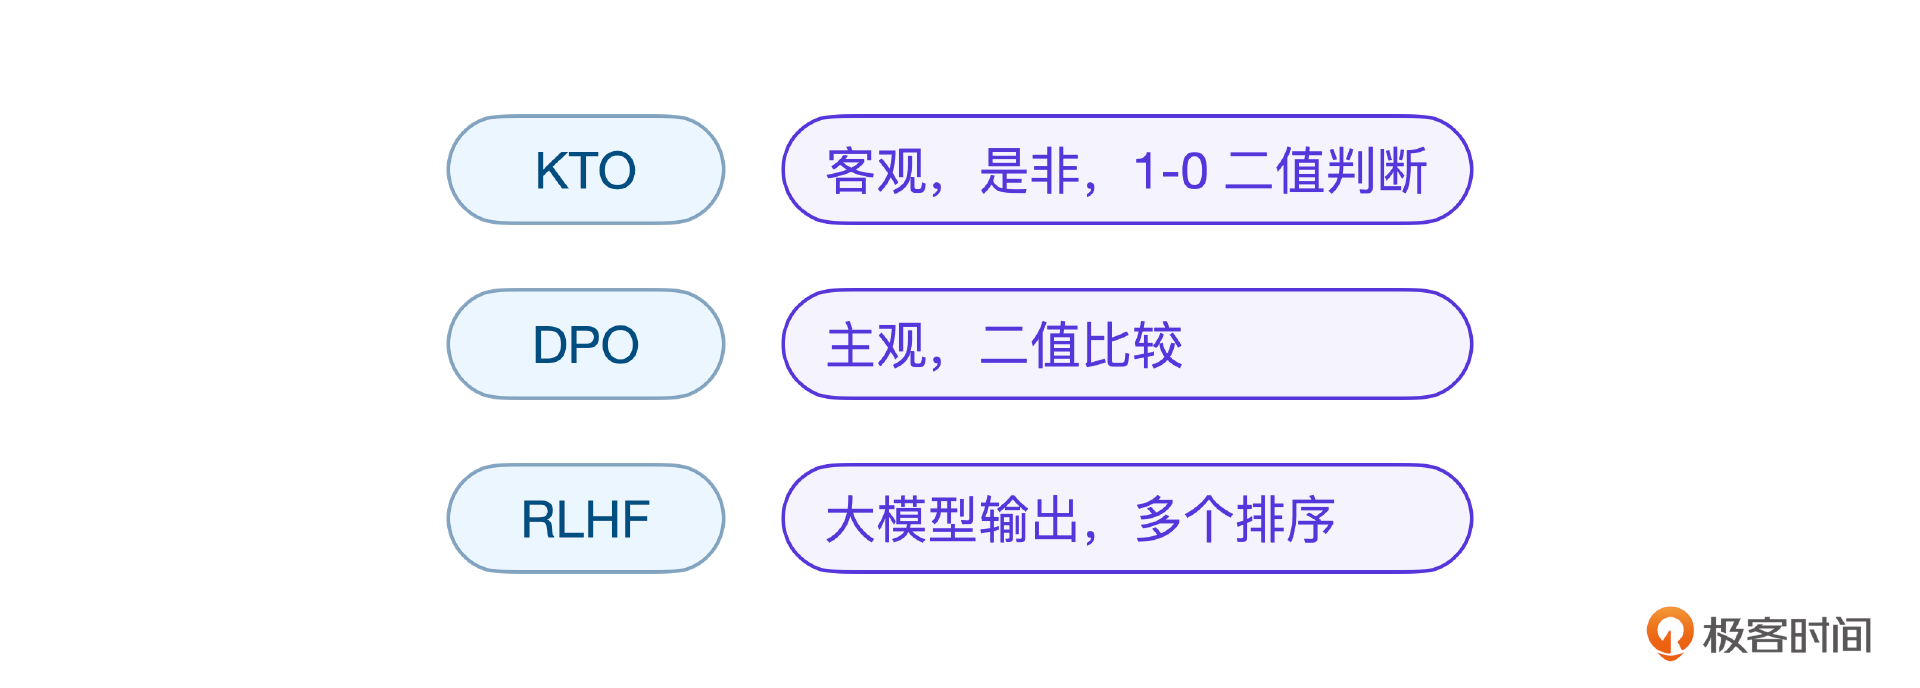 KTO
客观，是非，1-0 二值判断
DPO
主观，二值比较
RLHF
大模型输出，多个排序
极客时间